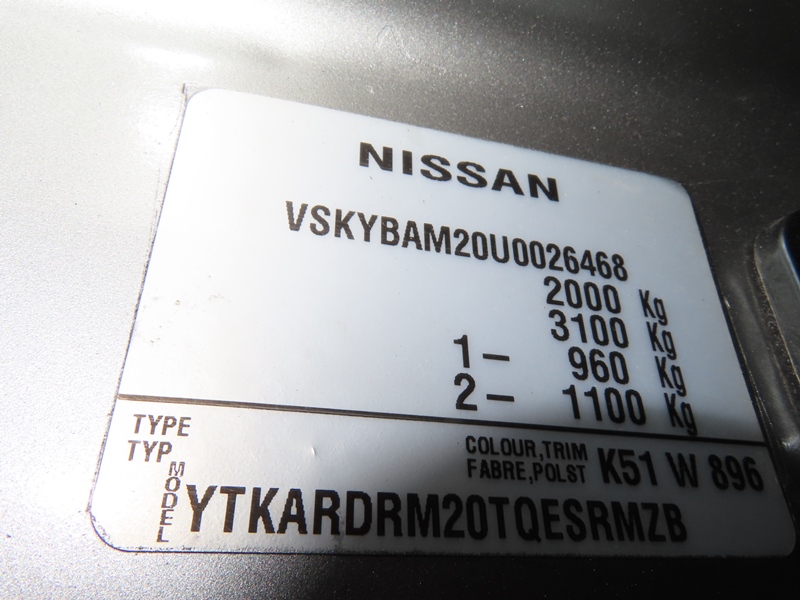 NISSAN
VSKYBAM20U0026468
2000 Kg
3100 Kg
1- 960 Kg
2- 1100 Kg
TYPE
TYP
MODEL
COLOUR,TRIM
FABRE,POLST
K51 W 896
YTKARDRM20TQESRMZB